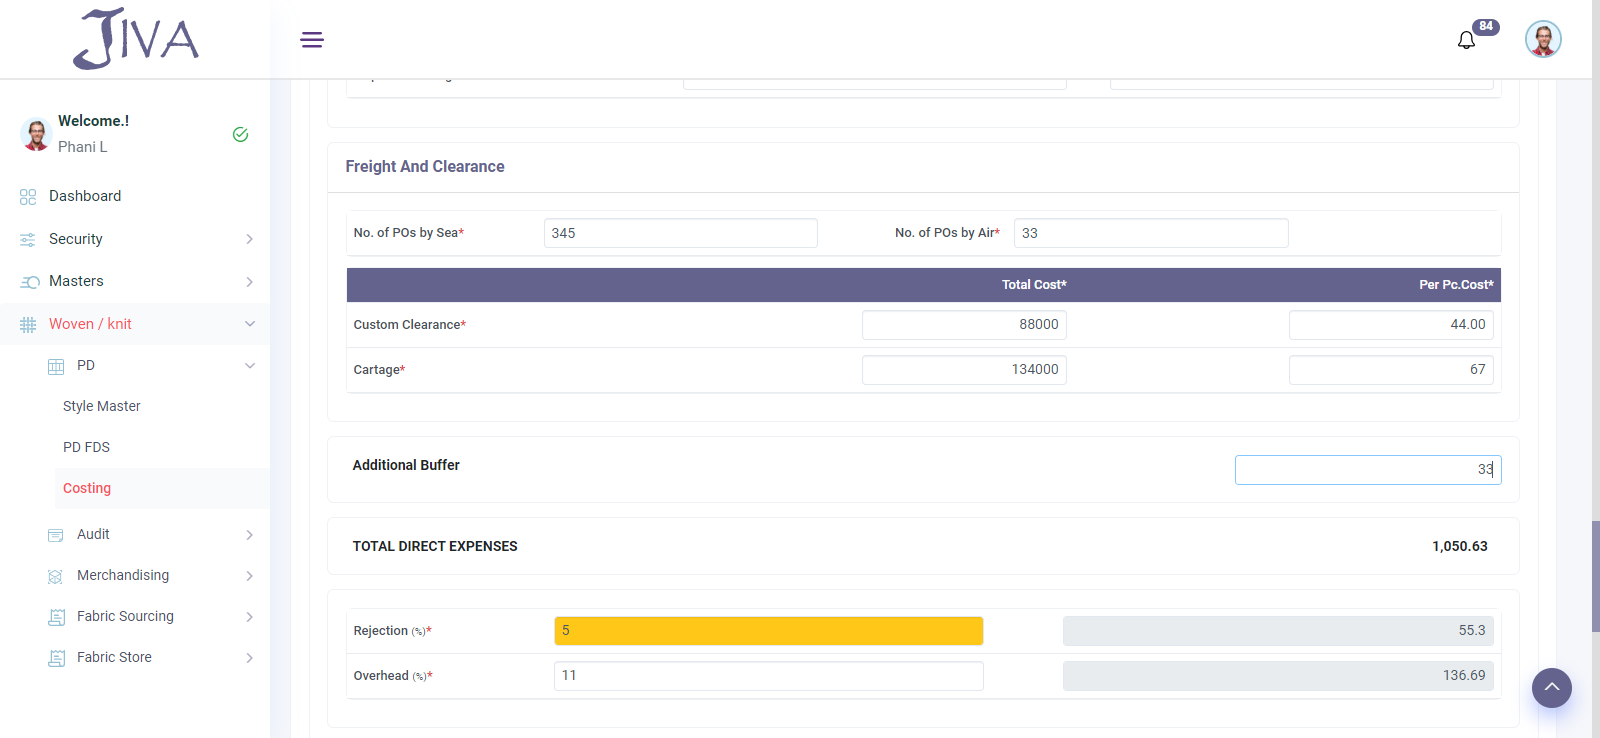 JIVA
84
Welcome.!
Phani L
Dashboard
Security
Masters
Woven / knit
PD
Style Master
PD FDS
Costing
Audit
Merchandising
Fabric Sourcing
Fabric Store
Freight And Clearance
No. of POs by Sea* 345 No. of POs by Air* 33
Total Cost* Per Pc.Cost*
Custom Clearance* 88000 44.00
Cartage* 134000 67
Additional Buffer 33
TOTAL DIRECT EXPENSES 1,050.63
Rejection (%)* 5 55.3
Overhead (%)* 11 136.69